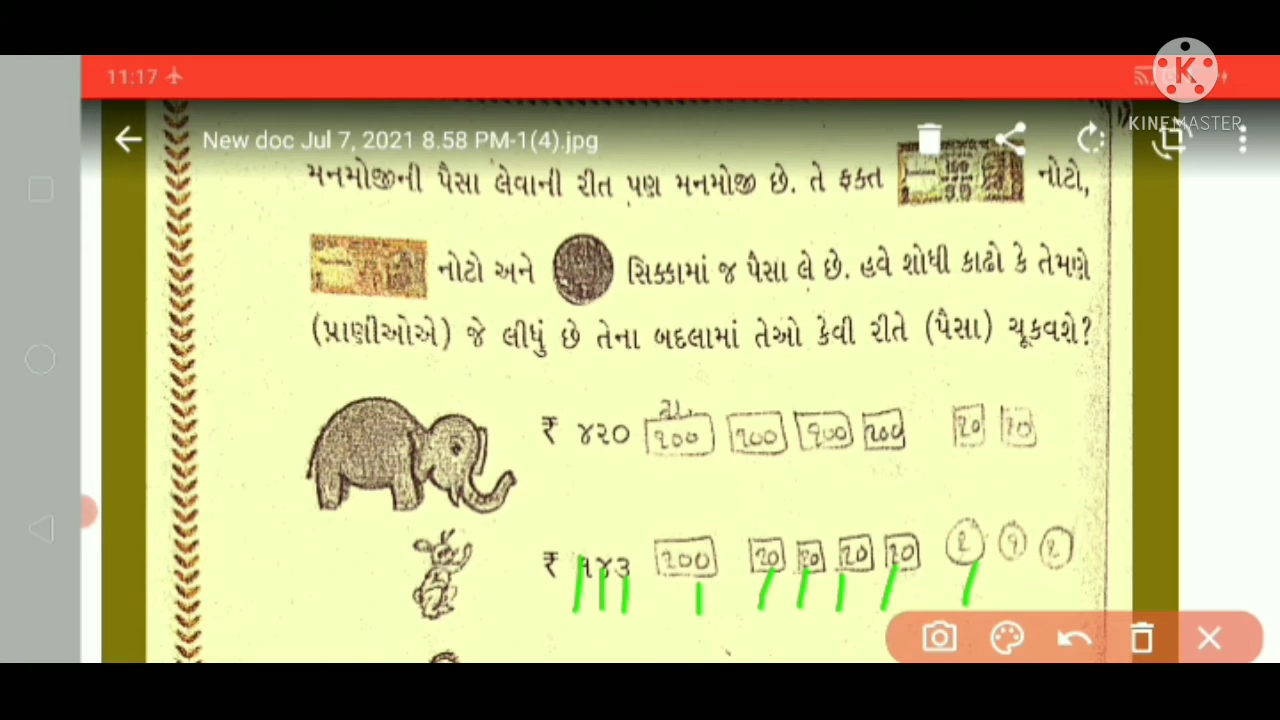 11:17
KINEMASTER
New doc Jul 7, 2021 8.58 PM-1(4).jpg
મનમોજીની પૈસા લેવાની રીત પણ મનમોજી છે. તે ફક્ત નોટો,
નોટો અને સિક્કામાં જ પૈસા લે છે. હવે શોધી કાઢો કે તેમણે
(પ્રાણીઓએ) જે લીધું છે તેના બદલામાં તેઓ કેવી રીતે (પૈસા) ચૂકવશે?
₹ ૪૨૦ ૧૦૦ ૧૦૦ ૧૦૦ ૧૦૦ ૧૦ ૧૦
₹ ૧૪૩ ૧૦૦ ૧૦ ૧૦ ૧૦ ૧૦ ૧ ૧ ૧